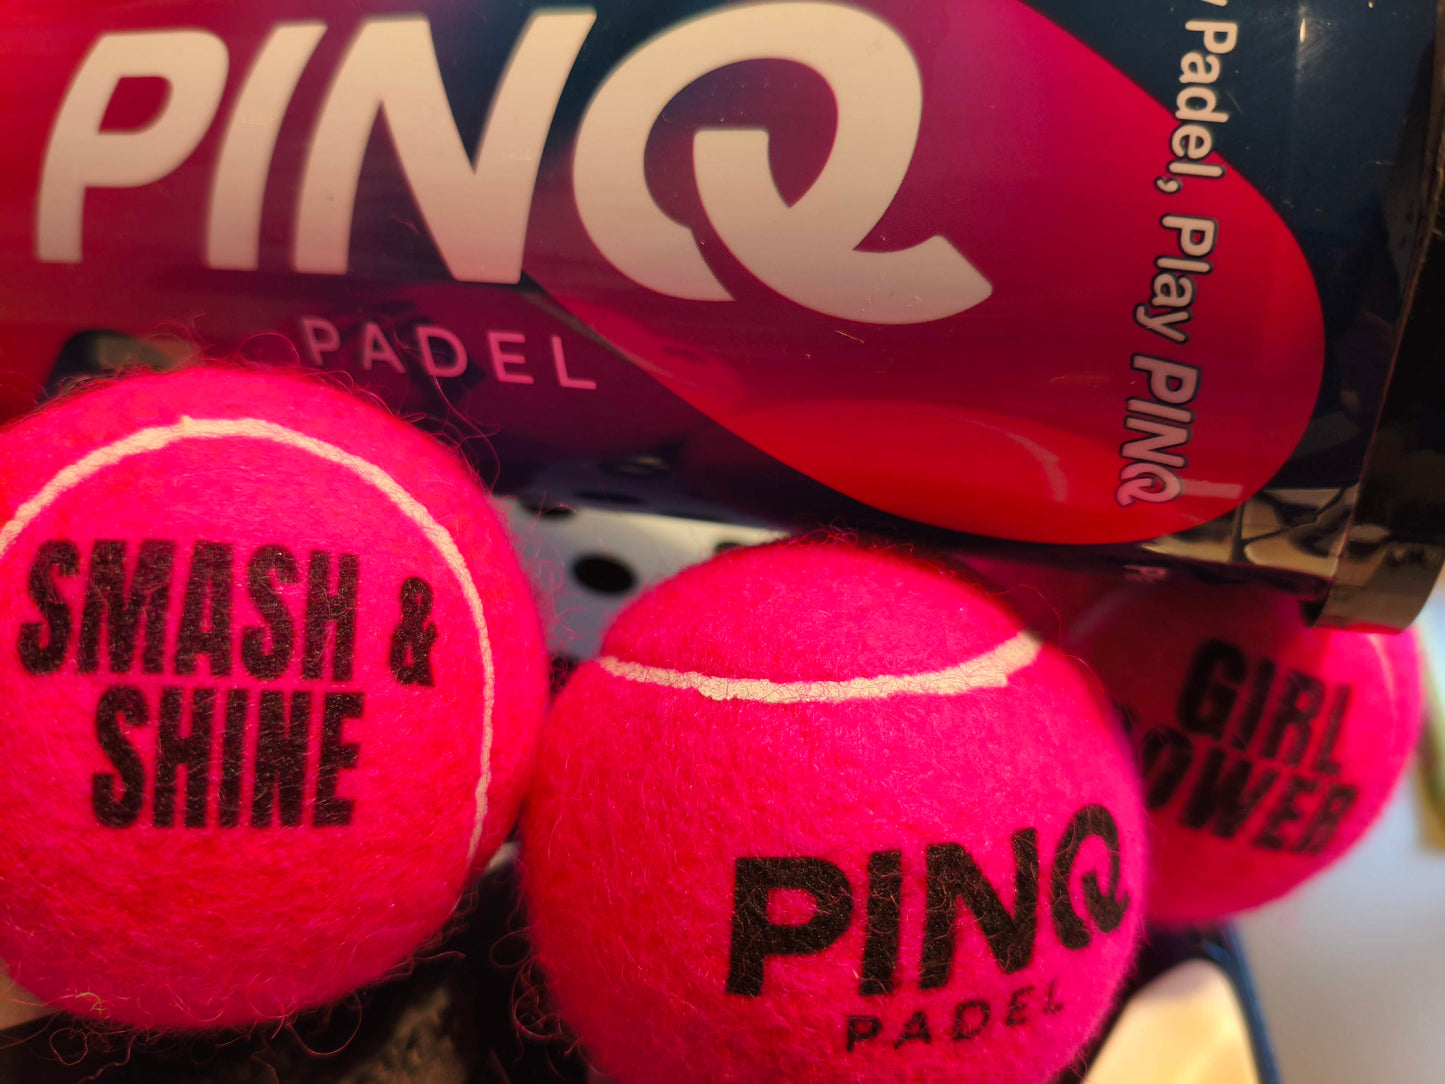 PINQ
PADEL
Padel, Play PINQ
SMASH &
SHINE
PINQ
PADEL
GIRL